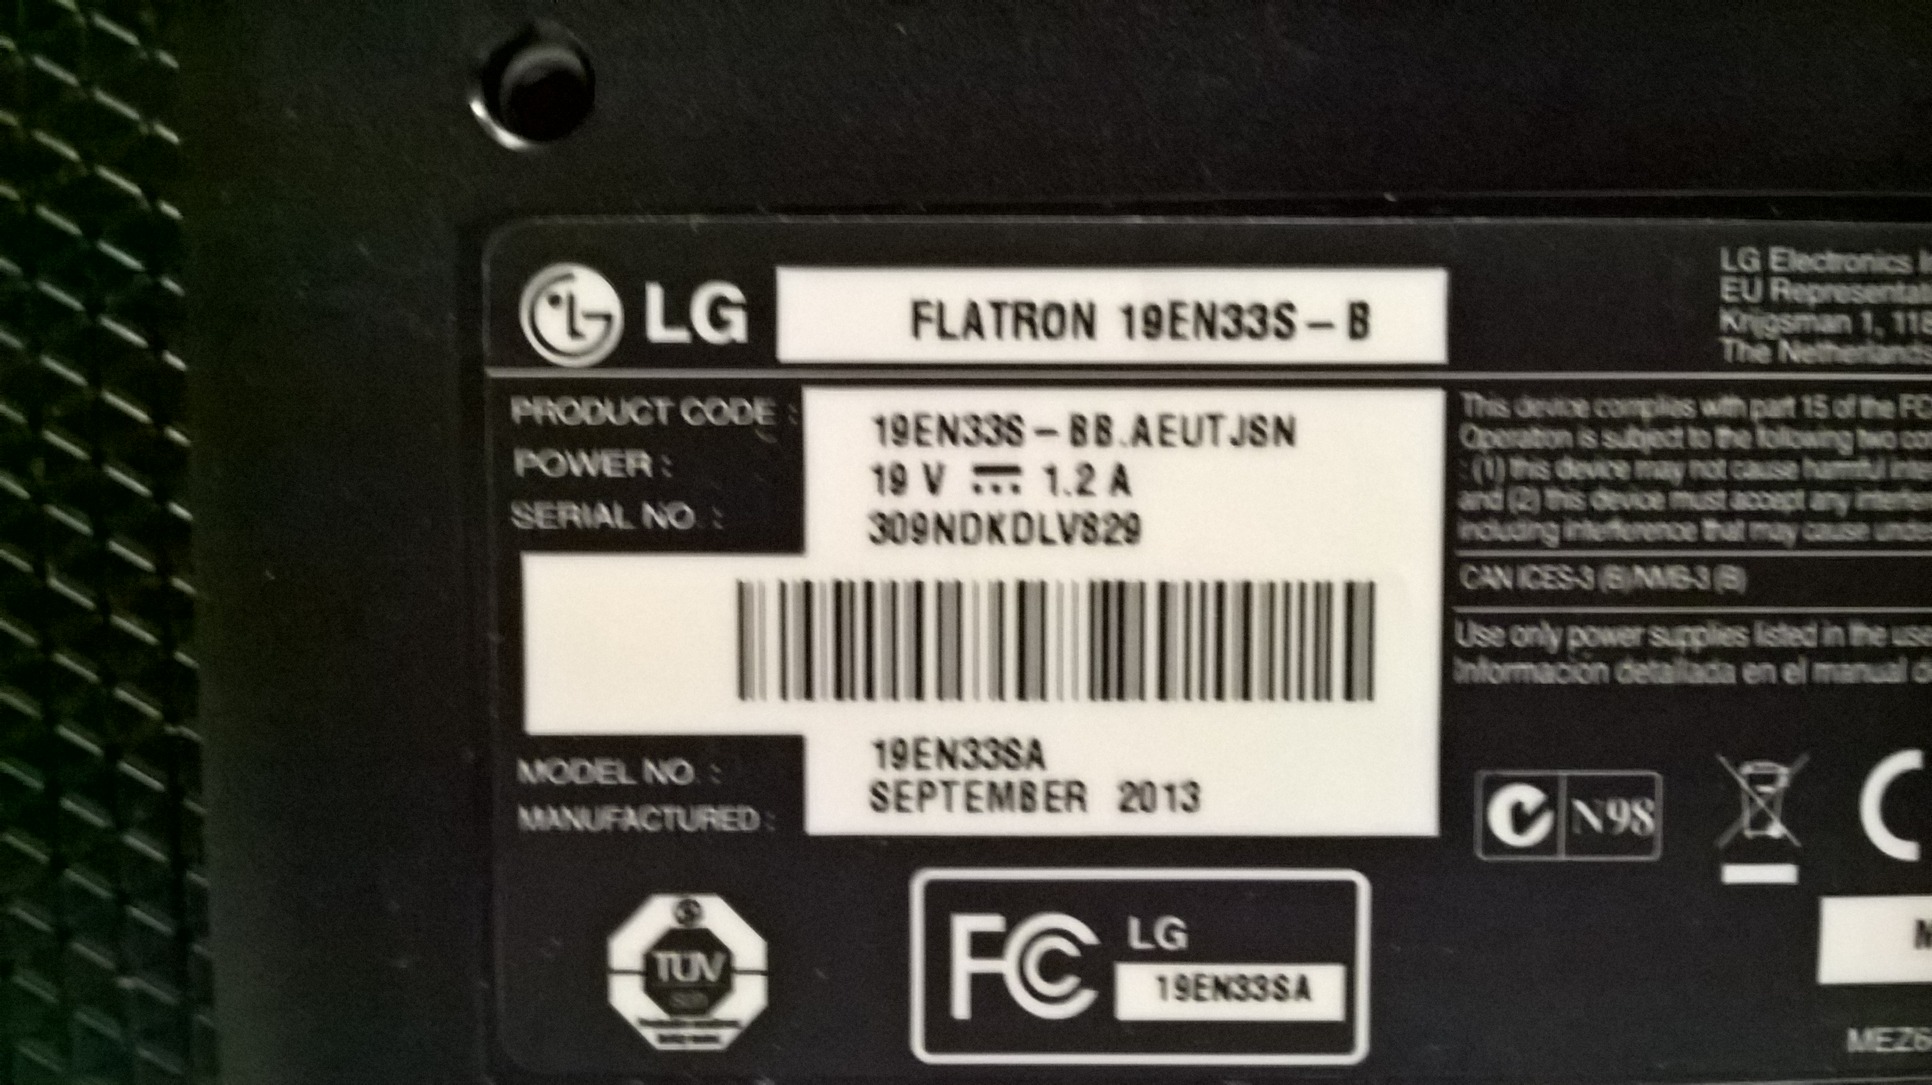 LG
FLATRON 19EN33S-B
LG Electronics
EU
Krijgsman 1,
The Netherlands
PRODUCT CODE :
19EN33S-BB.AEUTJSN
POWER :
19 V ⎓ 1.2 A
SERIAL NO. :
309NDKDLV829
This device complies with part 15 of the
Operation is subject to the following two
: (1) this device may not cause harmful
and (2) this device must accept any
including interference that may cause
CAN ICES-3 (B)/NMB-3 (B)
Use only power supplies listed in the
Información detallada en el manual
MODEL NO. :
19EN33SA
MANUFACTURED :
SEPTEMBER 2013
N98
TÜV
FC
LG
19EN33SA